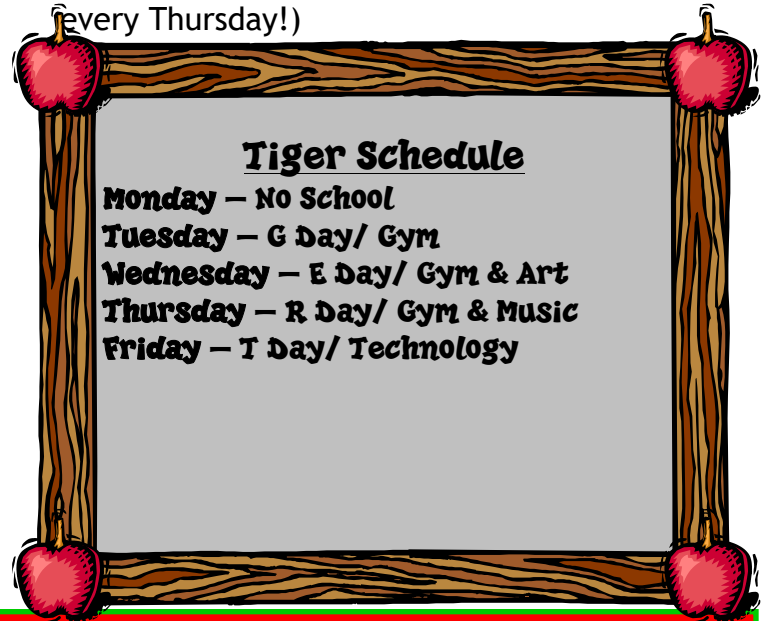 every Thursday!)
Tiger Schedule
Monday – No School
Tuesday – G Day/ Gym
Wednesday – E Day/ Gym & Art
Thursday – R Day/ Gym & Music
Friday – T Day/ Technology